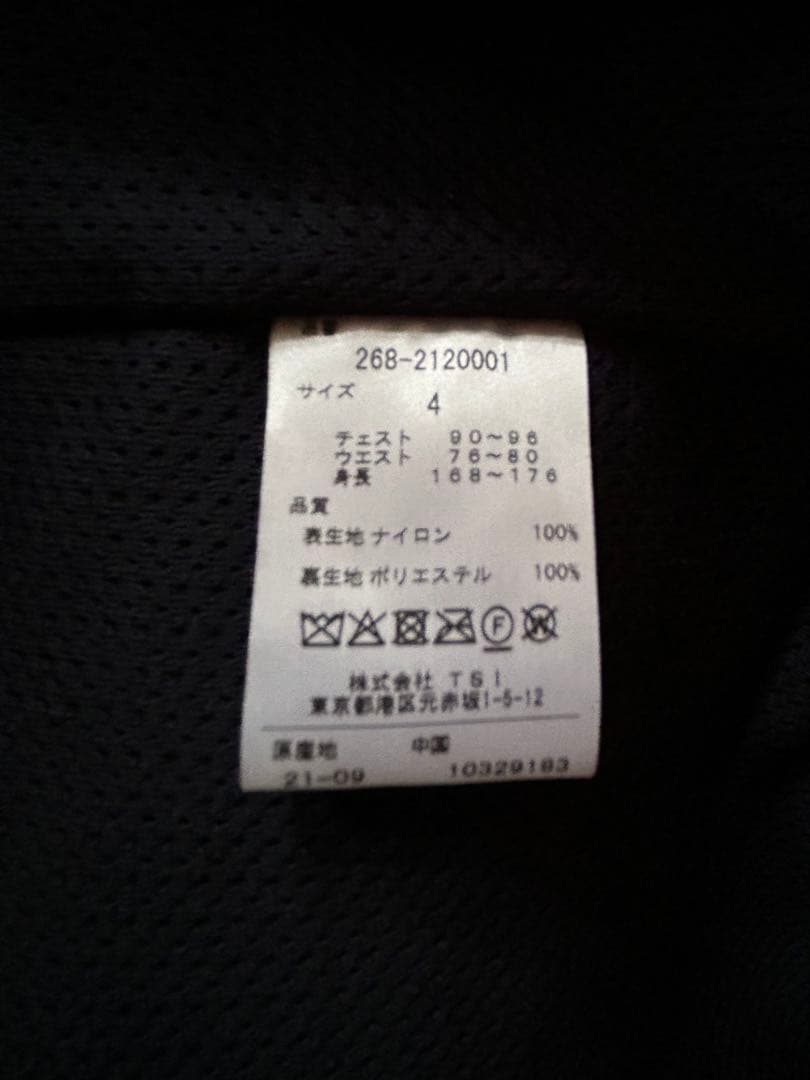 品番
268-2120001
サイズ
4
チェスト 90～96
ウエスト 76～80
身長 168～176
品質
表生地 ナイロン 100%
裏生地 ポリエステル 100%
F W
株式会社 TSI
東京都港区元赤坂1-5-12
原産地 中国
21-09 10329183